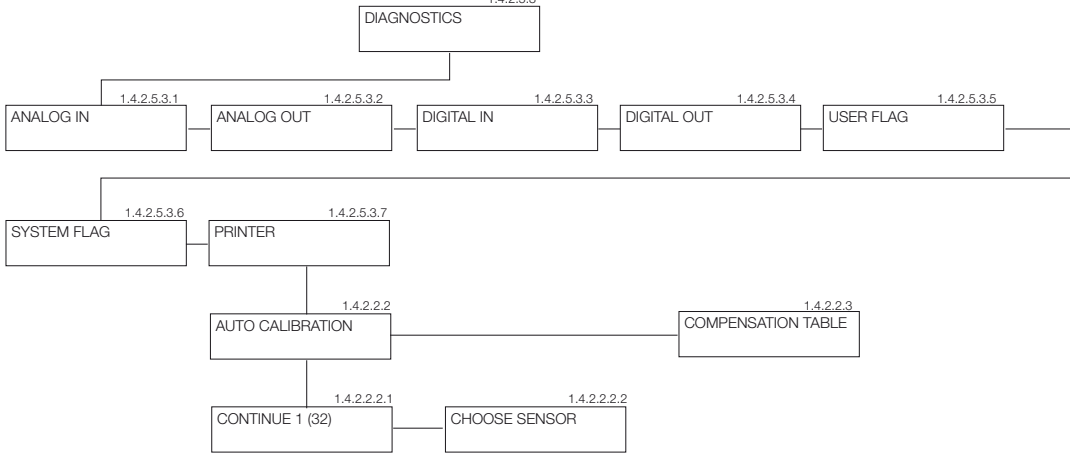 DIAGNOSTICS
1.4.2.5.3.1
ANALOG IN
1.4.2.5.3.2
ANALOG OUT
1.4.2.5.3.3
DIGITAL IN
1.4.2.5.3.4
DIGITAL OUT
1.4.2.5.3.5
USER FLAG
1.4.2.5.3.6
SYSTEM FLAG
1.4.2.5.3.7
PRINTER
1.4.2.2.2
AUTO CALIBRATION
1.4.2.2.3
COMPENSATION TABLE
1.4.2.2.2.1
CONTINUE 1 (32)
1.4.2.2.2.2
CHOOSE SENSOR